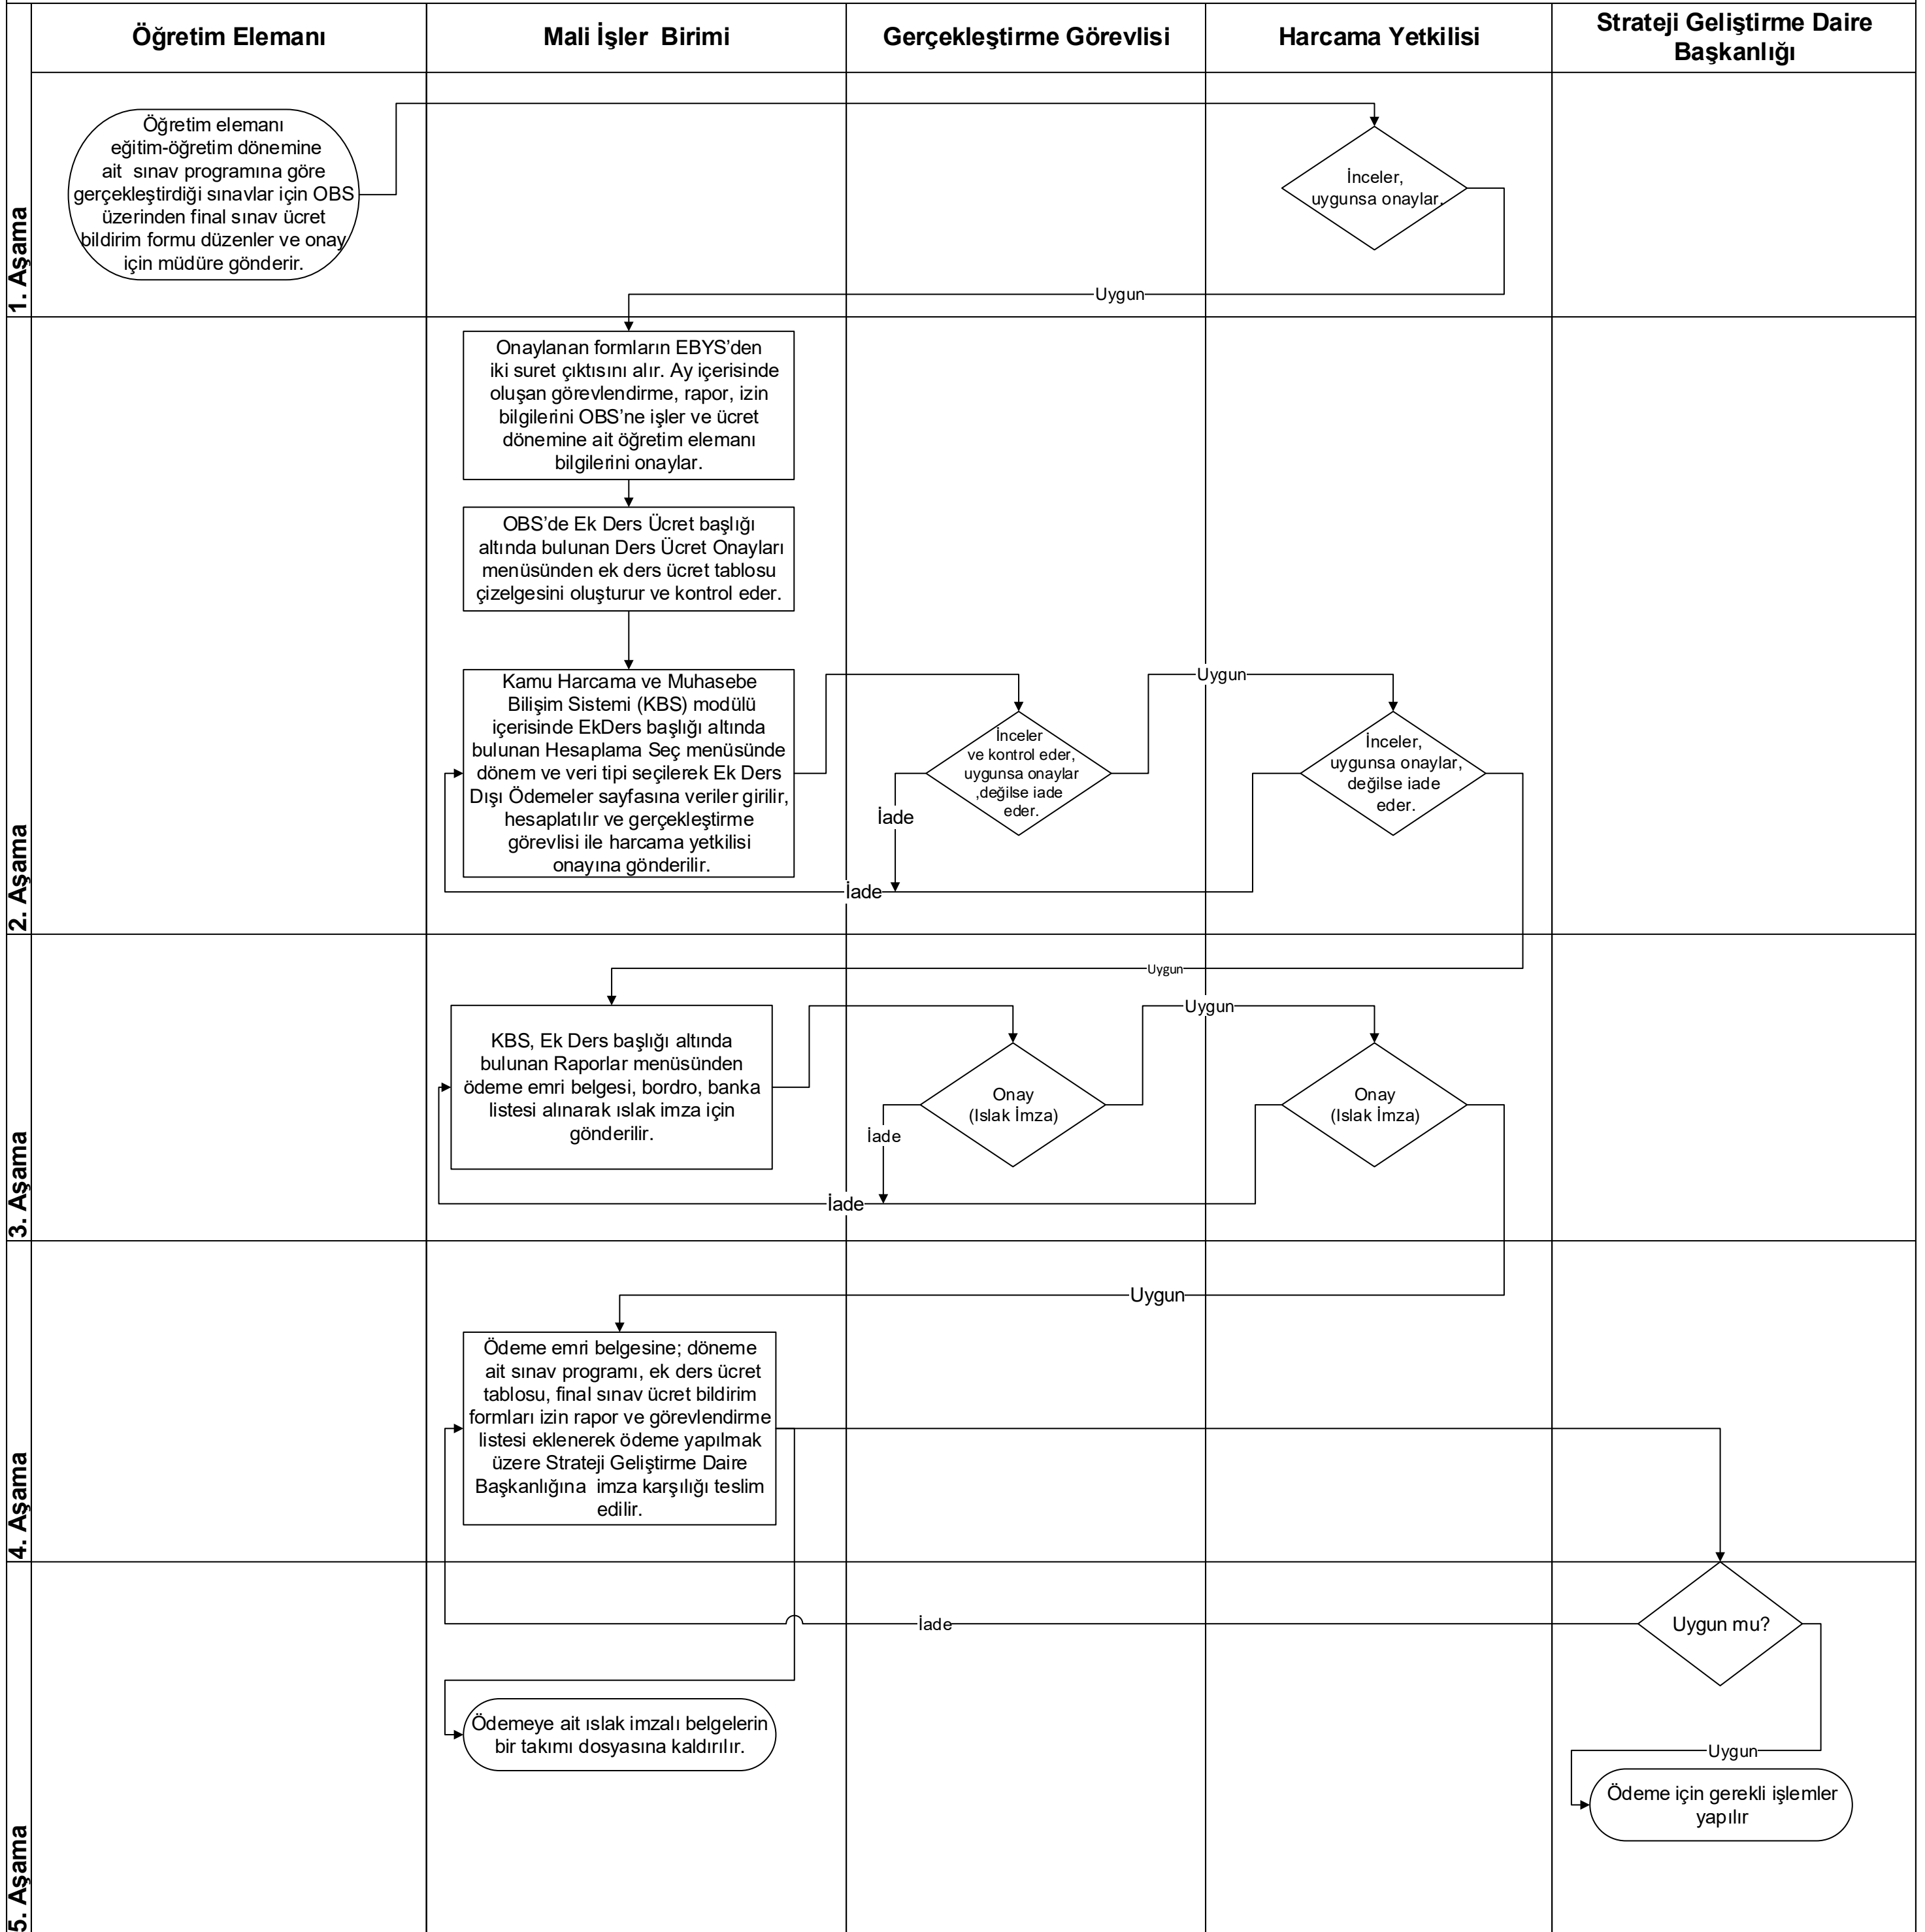 Öğretim Elemanı
Mali İşler  Birimi
Gerçekleştirme Görevlisi
Harcama Yetkilisi
Strateji Geliştirme Daire
Başkanlığı
1. Aşama
Öğretim elemanı
eğitim-öğretim dönemine
ait  sınav programına göre
gerçekleştirdiği sınavlar için OBS
üzerinden final sınav ücret
bildirim formu düzenler ve onay
için müdüre gönderir.
İnceler,
uygunsa onaylar.
Uygun
2. Aşama
Onaylanan formların EBYS’den
iki suret çıktısını alır. Ay içerisinde
oluşan görevlendirme, rapor, izin
bilgilerini OBS’ne işler ve ücret
dönemine ait öğretim elemanı
bilgilerini onaylar.
OBS’de Ek Ders Ücret başlığı
altında bulunan Ders Ücret Onayları
menüsünden ek ders ücret tablosu
çizelgesini oluşturur ve kontrol eder.
Kamu Harcama ve Muhasebe
Bilişim Sistemi (KBS) modülü
içerisinde EkDers başlığı altında
bulunan Hesaplama Seç menüsünde
dönem ve veri tipi seçilerek Ek Ders
Dışı Ödemeler sayfasına veriler girilir,
hesaplatılır ve gerçekleştirme
görevlisi ile harcama yetkilisi
onayına gönderilir.
İnceler
ve kontrol eder,
uygunsa onaylar
,değilse iade
eder.
İade
Uygun
İnceler,
uygunsa onaylar,
değilse iade
eder.
İade
Uygun
3. Aşama
KBS, Ek Ders başlığı altında
bulunan Raporlar menüsünden
ödeme emri belgesi, bordro, banka
listesi alınarak ıslak imza için
gönderilir.
Onay
(Islak İmza)
İade
Uygun
Onay
(Islak İmza)
İade
Uygun
4. Aşama
Ödeme emri belgesine; döneme
ait sınav programı, ek ders ücret
tablosu, final sınav ücret bildirim
formları izin rapor ve görevlendirme
listesi eklenerek ödeme yapılmak
üzere Strateji Geliştirme Daire
Başkanlığına  imza karşılığı teslim
edilir.
5. Aşama
Uygun mu?
İade
Ödemeye ait ıslak imzalı belgelerin
bir takımı dosyasına kaldırılır.
Uygun
Ödeme için gerekli işlemler
yapılır